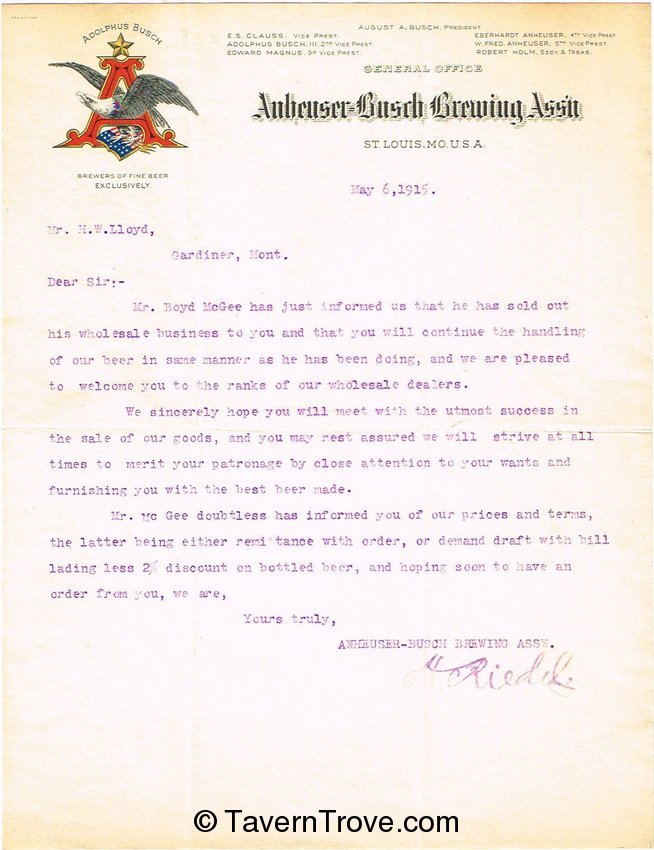 ADOLPHUS BUSCH
BREWERS OF FINE BEER
EXCLUSIVELY.
AUGUST A. BUSCH, PRESIDENT
E.S. CLAUSS. VICE PREST.
ADOLPHUS BUSCH, III. 2ND VICE PREST.
EDWARD MAGNUS. 3D VICE PREST.
EBERHARDT ANHEUSER. 4TH VICE PREST.
W. FRED. ANHEUSER, 5TH VICE PREST.
ROBERT HOLM, SECY & TREAS.
GENERAL OFFICE
Anheuser-Busch Brewing Ass'n
ST. LOUIS. MO. U.S.A.
May 6,1915.
Mr. H.W.Lloyd,
Gardiner, Mont.
Dear Sir:-
Mr. Boyd McGee has just informed us that he has sold out
his wholesale business to you and that you will continue the handling
of our beer in same manner as he has been doing, and we are pleased
to welcome you to the ranks of our wholesale dealers.
We sincerely hope you will meet with the utmost success in
the sale of our goods, and you may rest assured we will strive at all
times to merit your patronage by close attention to your wants and
furnishing you with the best beer made.
Mr. Mc Gee doubtless has informed you of our prices and terms,
the latter being either remittance with order, or demand draft with bill
lading less 2% discount on bottled beer, and hoping soon to have an
order from you, we are,
Yours truly,
ANHEUSER-BUSCH BREWING ASS'N.
H. Riedel.
© TavernTrove.com